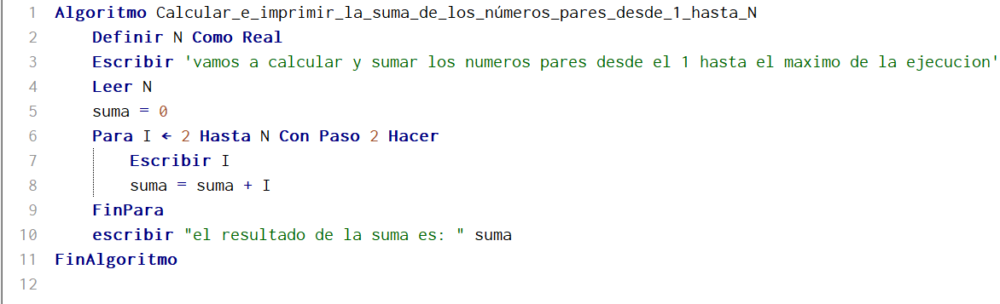 1 Algoritmo Calcular_e_imprimir_la_suma_de_los_números_pares_desde_1_hasta_N
2 Definir N Como Real
3 Escribir 'vamos a calcular y sumar los numeros pares desde el 1 hasta el maximo de la ejecucion'
4 Leer N
5 suma = 0
6 Para I ← 2 Hasta N Con Paso 2 Hacer
7 Escribir I
8 suma = suma + I
9 FinPara
10 escribir "el resultado de la suma es: " suma
11 FinAlgoritmo
12